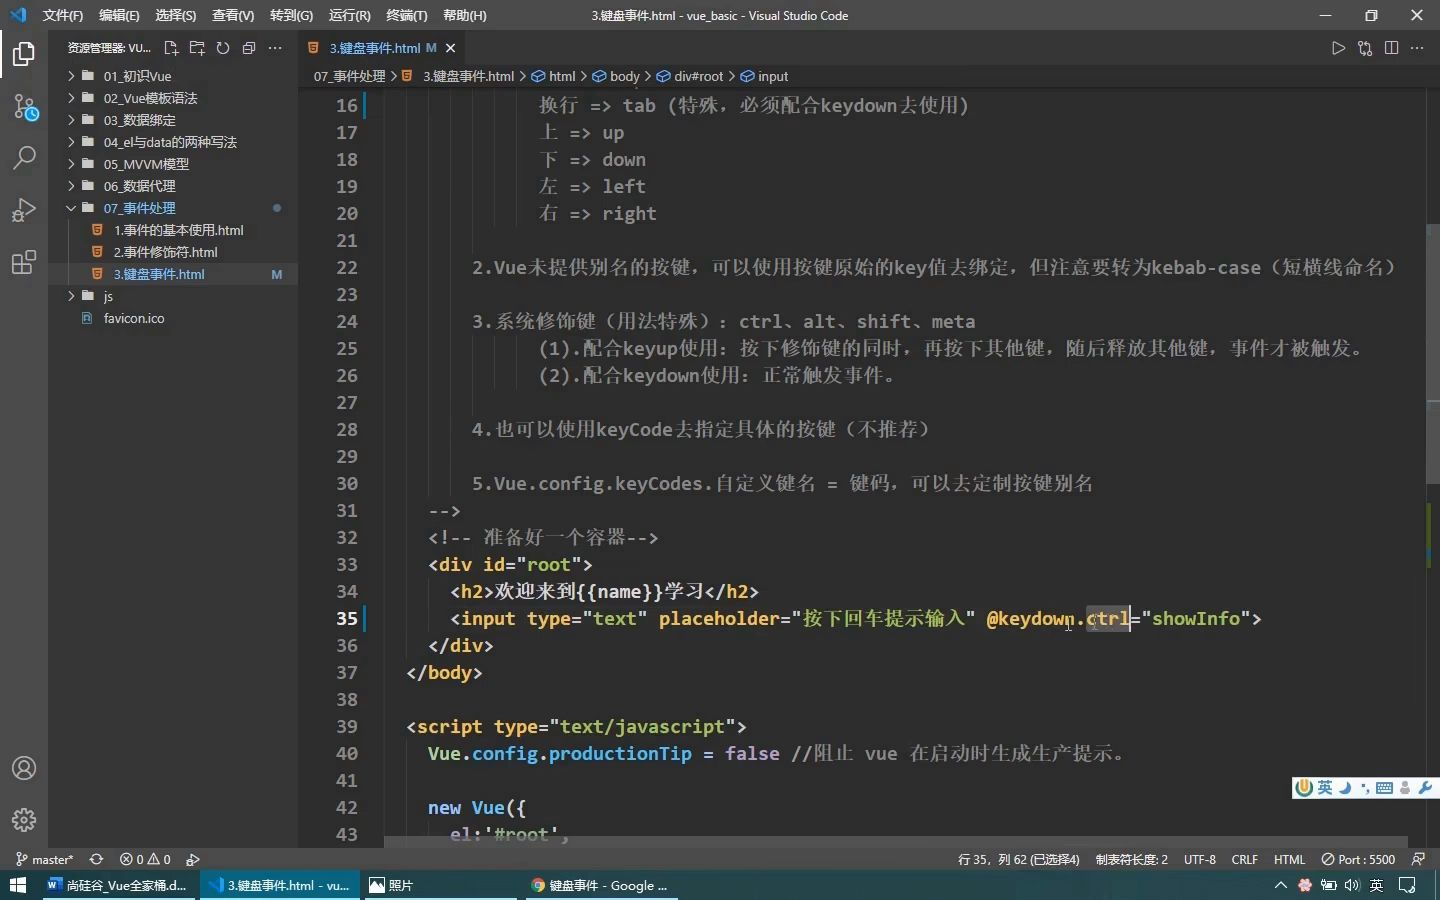 文件(F) 编辑(E) 选择(S) 查看(V) 转到(G) 运行(R) 终端(T) 帮助(H) 3.键盘事件.html - vue_basic - Visual Studio Code
资源管理器: VU...
01_初识Vue
02_Vue模板语法
03_数据绑定
04_el与data的两种写法
05_MVVM模型
06_数据代理
07_事件处理
1.事件的基本使用.html
2.事件修饰符.html
3.键盘事件.html M
js
favicon.ico
3.键盘事件.html M
07_事件处理 > 3.键盘事件.html > html > body > div#root > input
16 换行 => tab (特殊，必须配合keydown去使用)
17 上 => up
18 下 => down
19 左 => left
20 右 => right
21
22 2.Vue未提供别名的按键，可以使用按键原始的key值去绑定，但注意要转为kebab-case（短横线命名）
23
24 3.系统修饰键（用法特殊）：ctrl、alt、shift、meta
25 (1).配合keyup使用：按下修饰键的同时，再按下其他键，随后释放其他键，事件才被触发。
26 (2).配合keydown使用：正常触发事件。
27
28 4.也可以使用keyCode去指定具体的按键（不推荐）
29
30 5.Vue.config.keyCodes.自定义键名 = 键码，可以去定制按键别名
31 -->
32 <!-- 准备好一个容器-->
33 <div id="root">
34 <h2>欢迎来到{{name}}学习</h2>
35 <input type="text" placeholder="按下回车提示输入" @keydown.ctrl="showInfo">
36 </div>
37 </body>
38
39 <script type="text/javascript">
40 Vue.config.productionTip = false //阻止 vue 在启动时生成生产提示。
41
42 new Vue({
43 el:'#root',
英
master* 0 0 行 35，列 62 (已选择4) 制表符长度: 2 UTF-8 CRLF HTML Port : 5500
尚硅谷_Vue全家桶.d... 3.键盘事件.html - vu... 照片 键盘事件 - Google ... 英